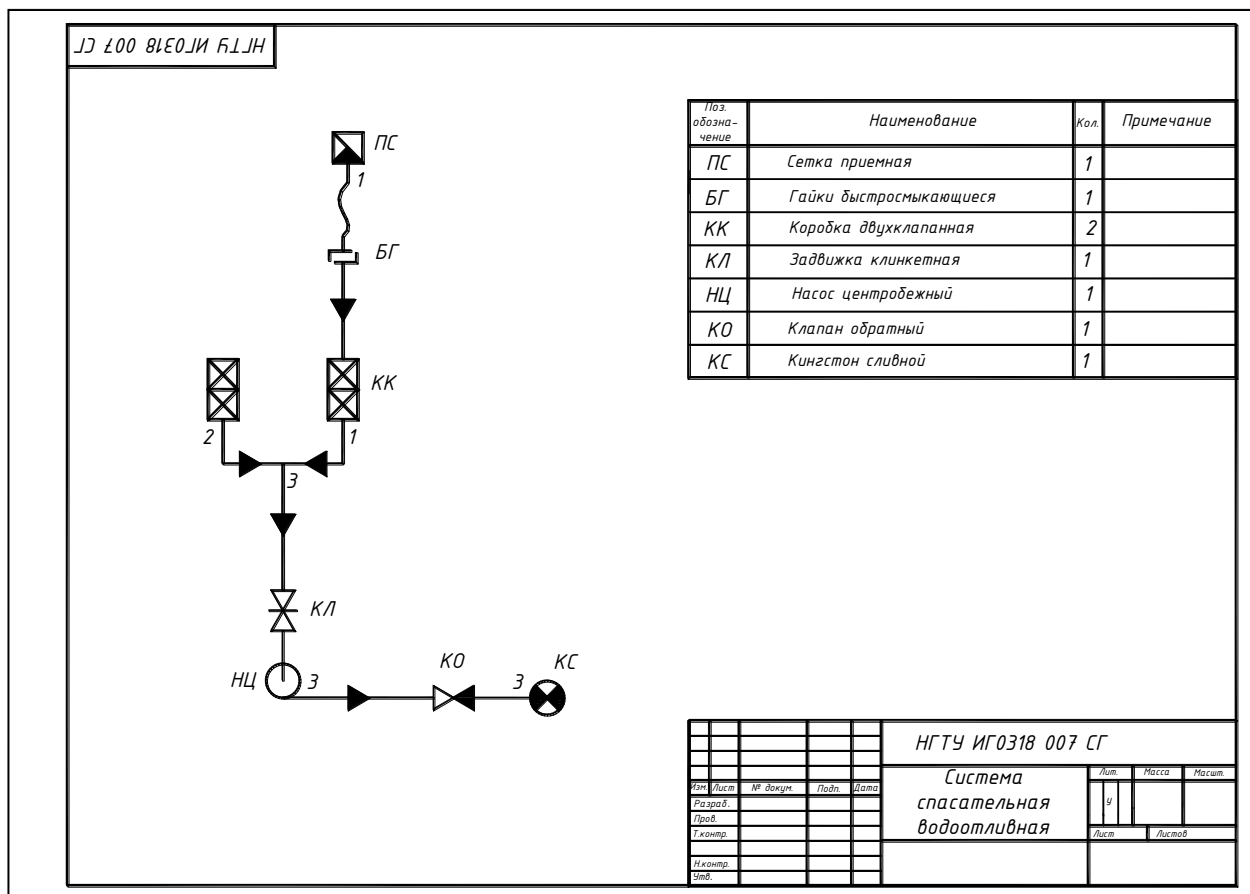 НГТУ ИГ0318 007 СГ
Поз. обозна-чение Наименование Кол. Примечание
ПС Сетка приемная 1
БГ Гайки быстросмыкающиеся 1
КК Коробка двухклапанная 2
КЛ Задвижка клинкетная 1
НЦ Насос центробежный 1
КО Клапан обратный 1
КС Кингстон сливной 1
ПС
1
БГ
КК
2 1
3
КЛ
НЦ 3 КО 3 КС
НГТУ ИГ0318 007 СГ
Система
спасательная
водоотливная
Лит. Масса Масшт.
у
Лист Листов
Изм. Лист № докум. Подп. Дата
Разраб.
Пров.
Т.контр.
Н.контр.
Утв.